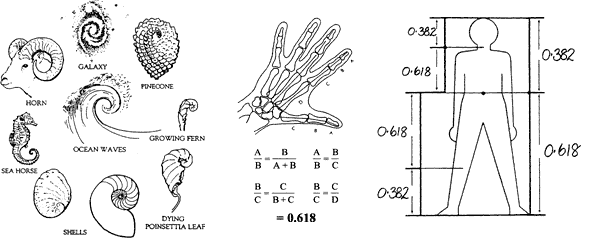 GALAXY
PINECONE
HORN
OCEAN WAVES
GROWING FERN
SEA HORSE
SHELLS
DYING
POINSETTIA LEAF
C B A
A/B = B/A+B A/B = B/C
B/C = C/B+C B/C = C/D
= 0.618
0.382
0.618
0.618
0.382
0.382
0.618